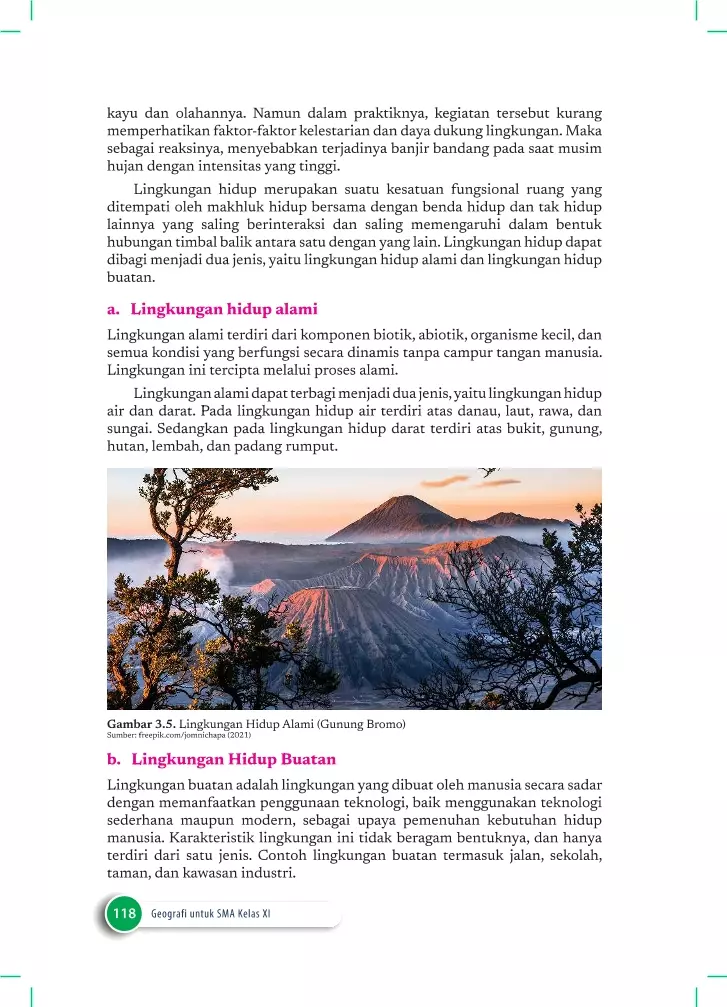 kayu dan olahannya. Namun dalam praktiknya, kegiatan tersebut kurang
memperhatikan faktor-faktor kelestarian dan daya dukung lingkungan. Maka
sebagai reaksinya, menyebabkan terjadinya banjir bandang pada saat musim
hujan dengan intensitas yang tinggi.
Lingkungan hidup merupakan suatu kesatuan fungsional ruang yang
ditempati oleh makhluk hidup bersama dengan benda hidup dan tak hidup
lainnya yang saling berinteraksi dan saling memengaruhi dalam bentuk
hubungan timbal balik antara satu dengan yang lain. Lingkungan hidup dapat
dibagi menjadi dua jenis, yaitu lingkungan hidup alami dan lingkungan hidup
buatan.
a. Lingkungan hidup alami
Lingkungan alami terdiri dari komponen biotik, abiotik, organisme kecil, dan
semua kondisi yang berfungsi secara dinamis tanpa campur tangan manusia.
Lingkungan ini tercipta melalui proses alami.
Lingkungan alami dapat terbagi menjadi dua jenis, yaitu lingkungan hidup
air dan darat. Pada lingkungan hidup air terdiri atas danau, laut, rawa, dan
sungai. Sedangkan pada lingkungan hidup darat terdiri atas bukit, gunung,
hutan, lembah, dan padang rumput.
Gambar 3.5. Lingkungan Hidup Alami (Gunung Bromo)
Sumber: freepik.com/jomnichapa (2021)
b. Lingkungan Hidup Buatan
Lingkungan buatan adalah lingkungan yang dibuat oleh manusia secara sadar
dengan memanfaatkan penggunaan teknologi, baik menggunakan teknologi
sederhana maupun modern, sebagai upaya pemenuhan kebutuhan hidup
manusia. Karakteristik lingkungan ini tidak beragam bentuknya, dan hanya
terdiri dari satu jenis. Contoh lingkungan buatan termasuk jalan, sekolah,
taman, dan kawasan industri.
118 Geografi untuk SMA Kelas XI